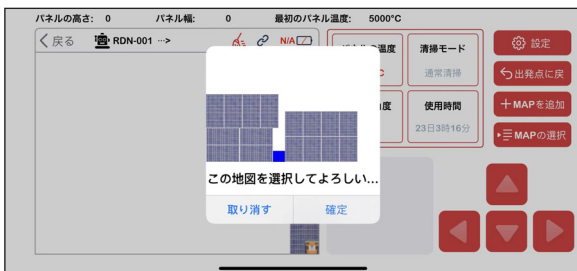 パネルの高さ: 0 パネル幅: 0 最初のパネル温度: 5000°C
戻る RDN-001 ···> N/A
温度
C
清掃モード
通常清掃
設定
出発点に戻
度
使用時間
23日3時16分
MAPを追加
MAPの選択
この地図を選択してよろしい...
取り消す 確定